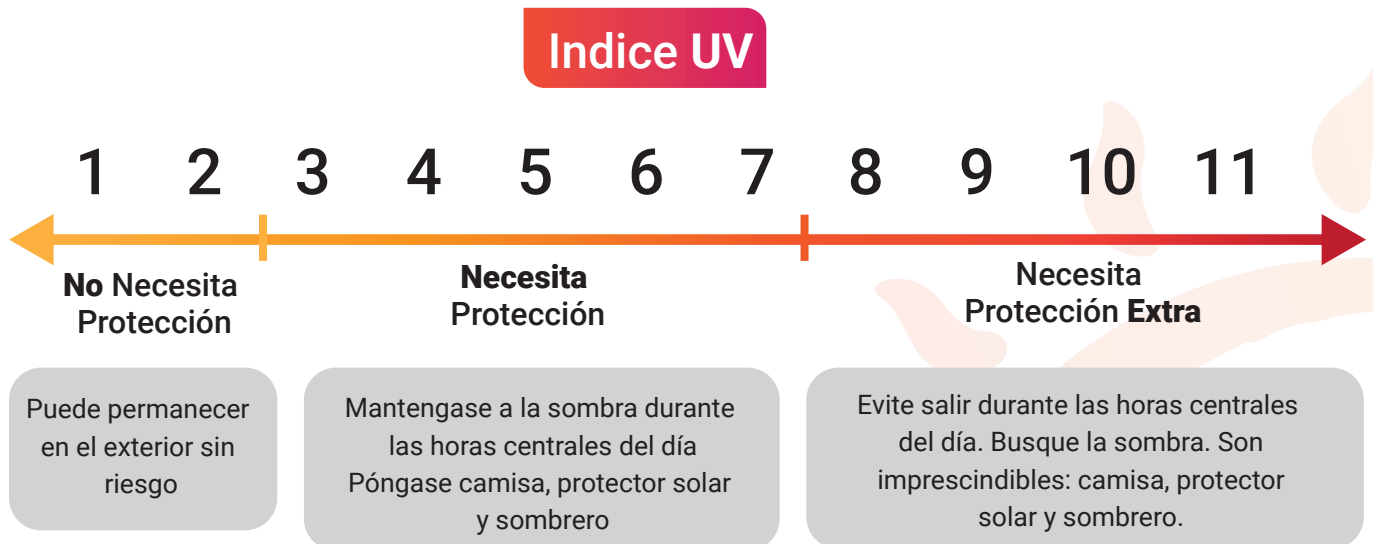 Indice UV
1 2 3 4 5 6 7 8 9 10 11
No Necesita
Protección
Necesita
Protección
Necesita
Protección Extra
Puede permanecer
en el exterior sin
riesgo
Mantengase a la sombra durante
las horas centrales del día
Póngase camisa, protector solar
y sombrero
Evite salir durante las horas centrales
del día. Busque la sombra. Son
imprescindibles: camisa, protector
solar y sombrero.